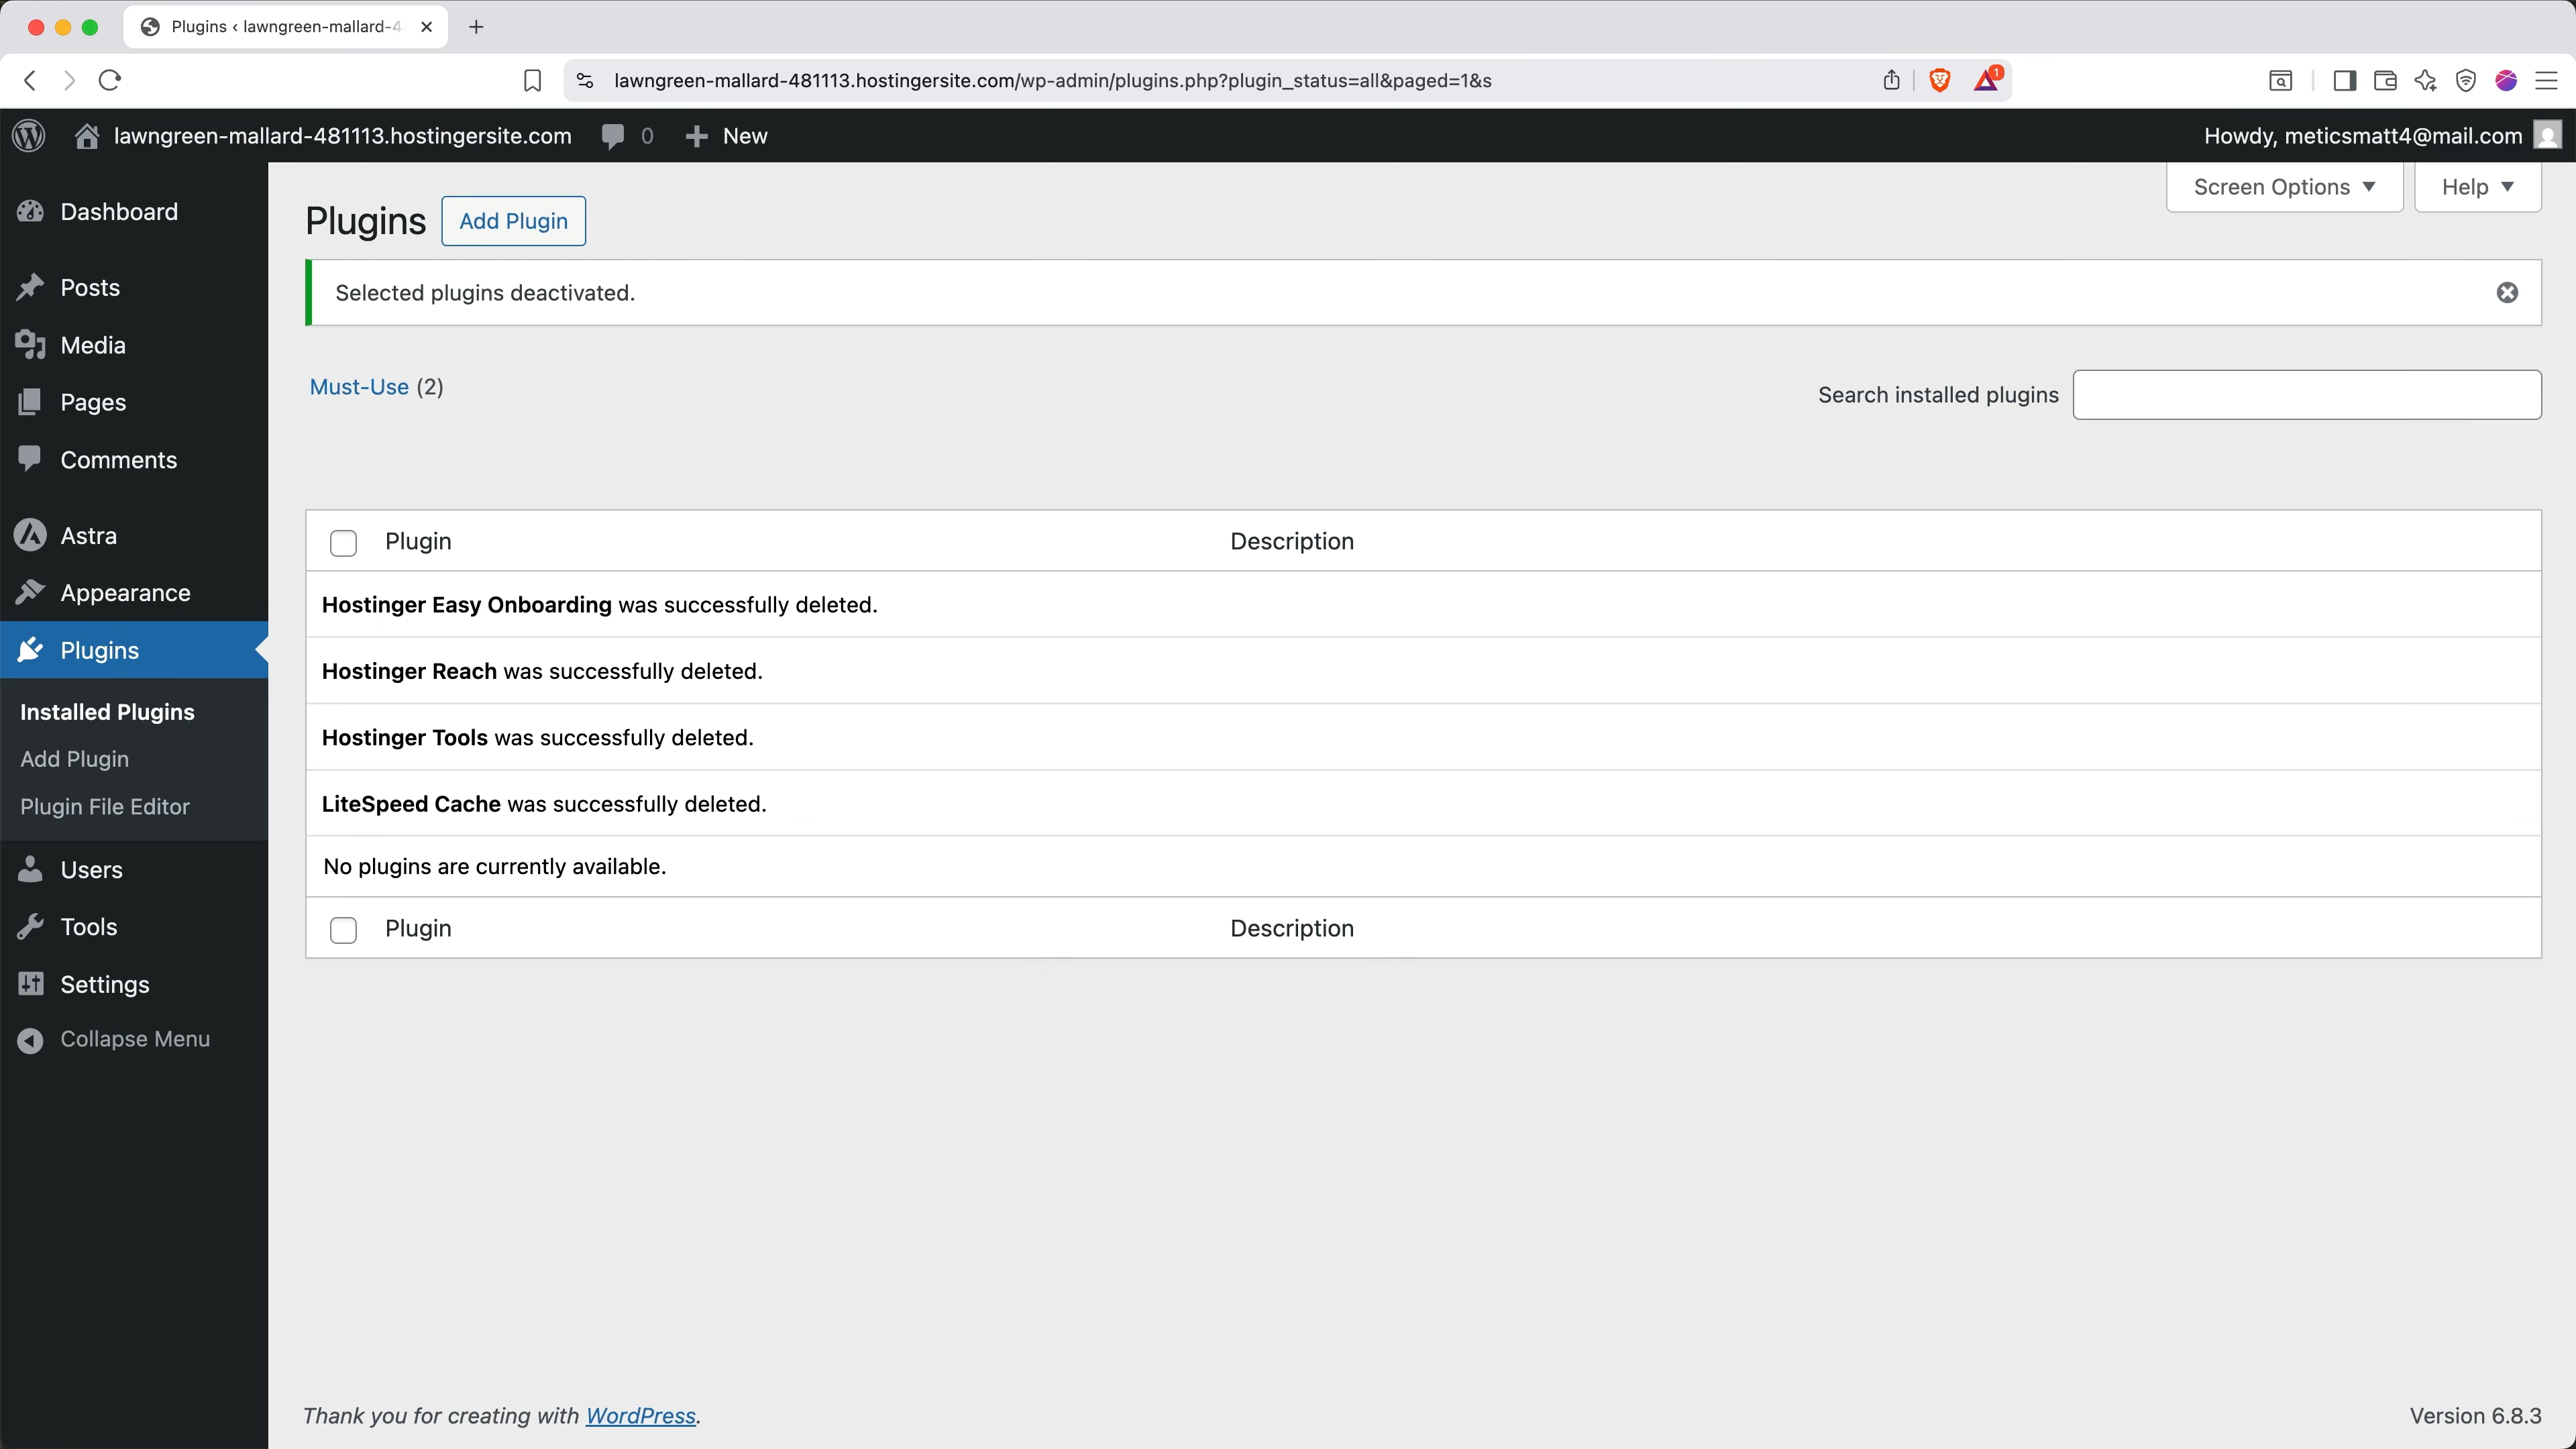 Plugins ‹ lawngreen-mallard-4
lawngreen-mallard-481113.hostingersite.com/wp-admin/plugins.php?plugin_status=all&paged=1&s
1
lawngreen-mallard-481113.hostingersite.com
0
New
Howdy, meticsmatt4@mail.com
Dashboard
Posts
Media
Pages
Comments
Astra
Appearance
Plugins
Installed Plugins
Add Plugin
Plugin File Editor
Users
Tools
Settings
Collapse Menu
Screen Options
Help
Plugins
Add Plugin
Selected plugins deactivated.
Must-Use (2)
Search installed plugins
Plugin Description
Hostinger Easy Onboarding was successfully deleted.
Hostinger Reach was successfully deleted.
Hostinger Tools was successfully deleted.
LiteSpeed Cache was successfully deleted.
No plugins are currently available.
Plugin Description
Thank you for creating with WordPress.
Version 6.8.3